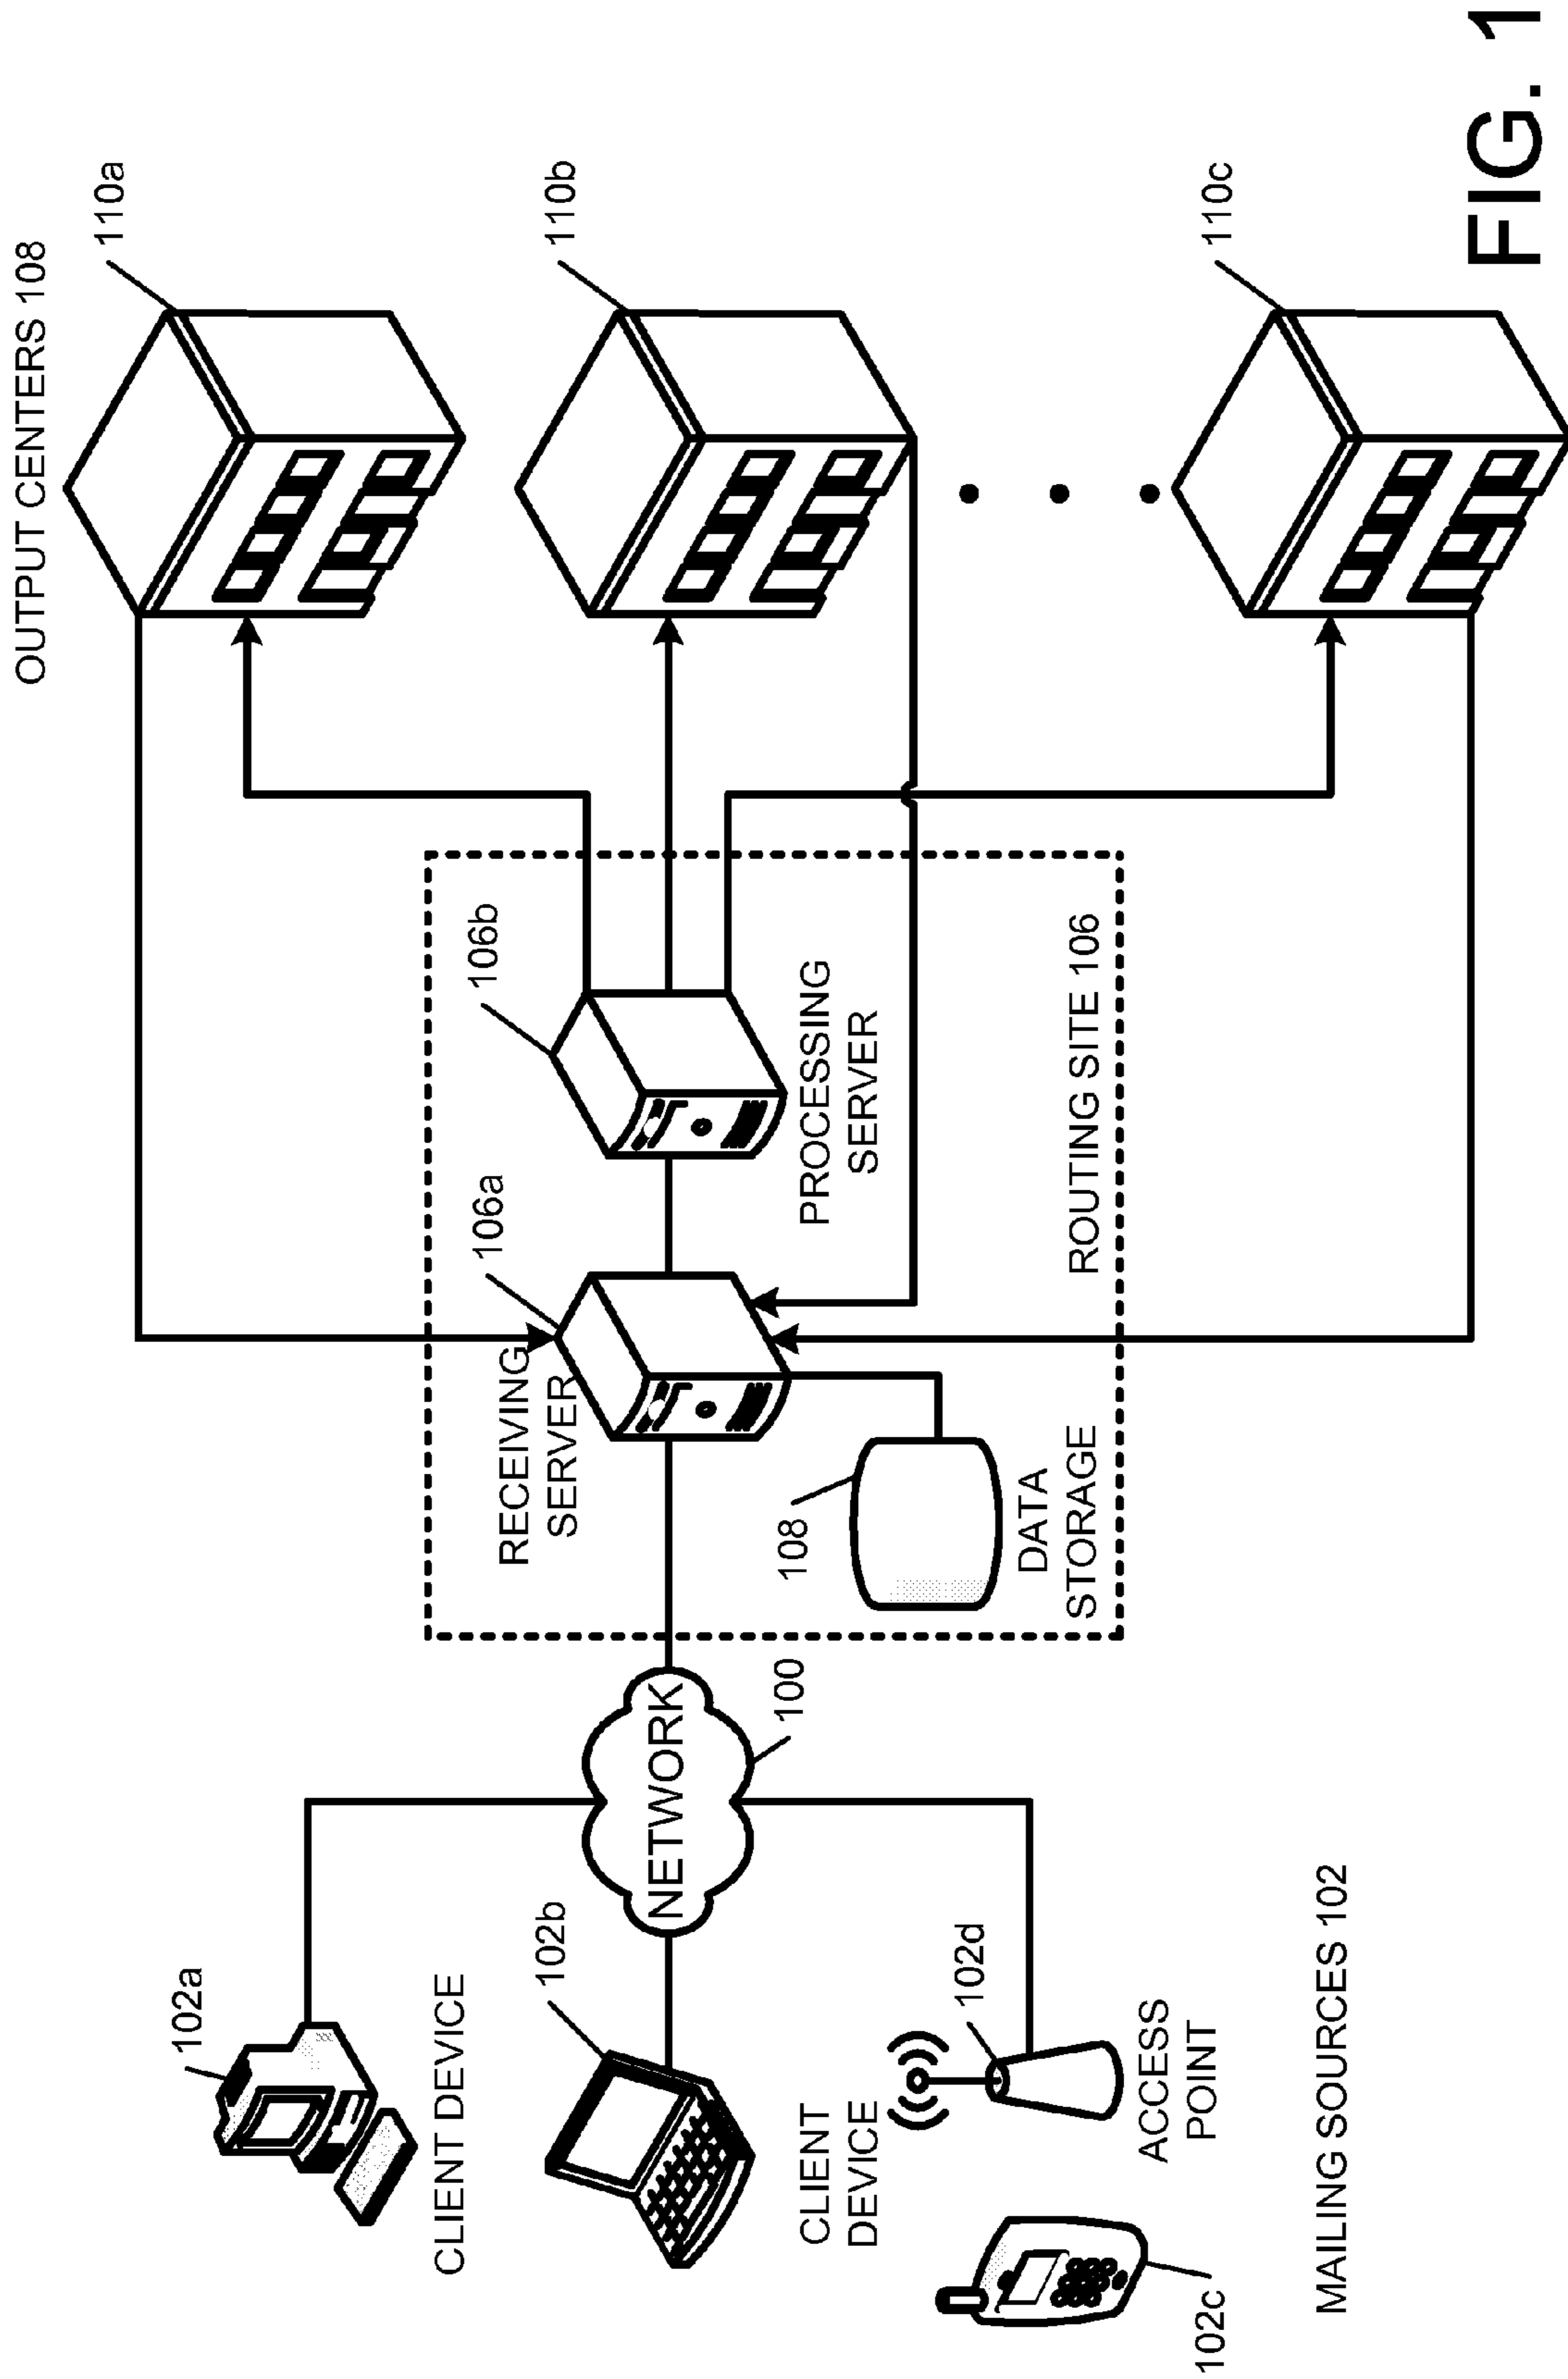 OUTPUT CENTERS 108
110a
110b
110c
106b
PROCESSING
SERVER
106a
RECEIVING
SERVER
ROUTING SITE 106
108
DATA
STORAGE
NETWORK
100
102a
CLIENT DEVICE
102b
CLIENT
DEVICE
102d
ACCESS
POINT
102c
MAILING SOURCES 102
FIG. 1